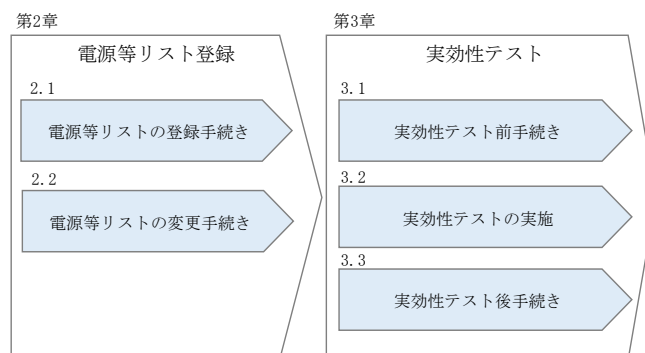 第2章
電源等リスト登録
2.1
電源等リストの登録手続き
2.2
電源等リストの変更手続き
第3章
実効性テスト
3.1
実効性テスト前手続き
3.2
実効性テストの実施
3.3
実効性テスト後手続き